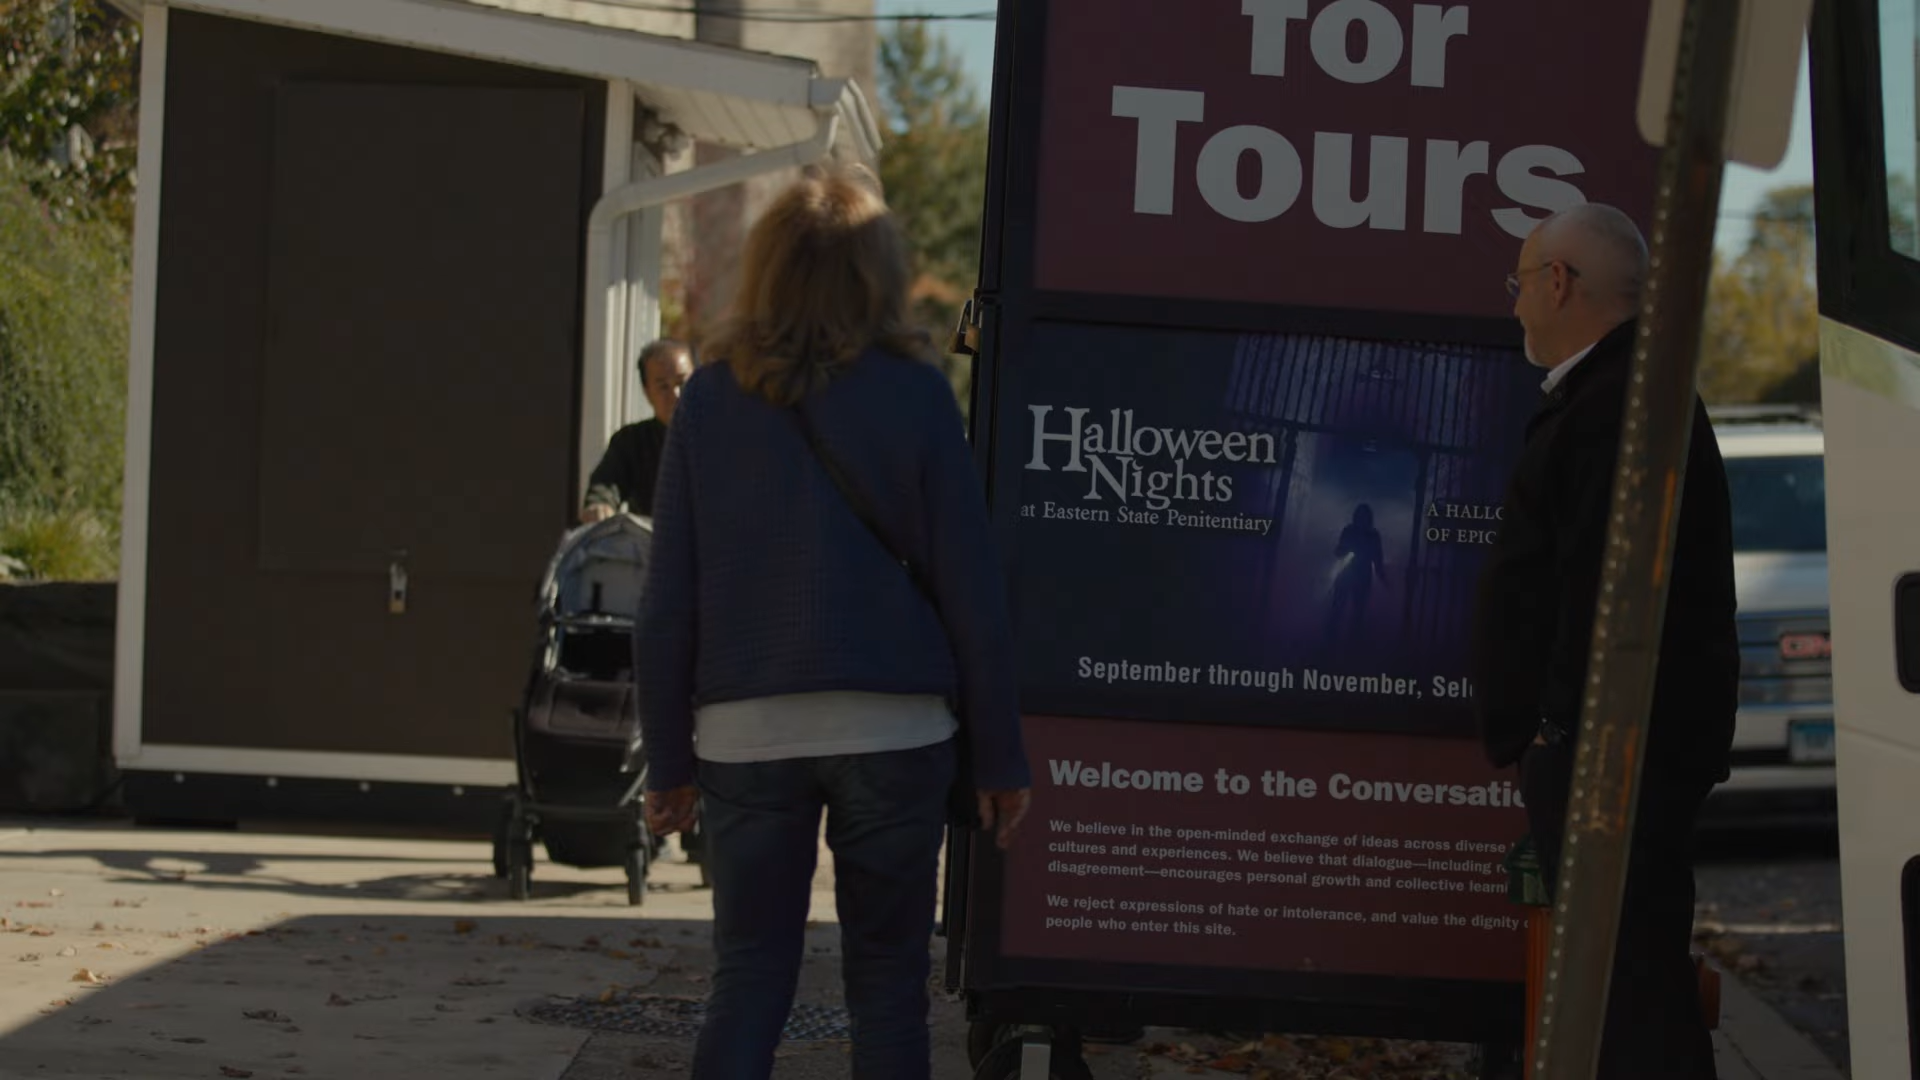 for
Tours
Halloween
Nights
at Eastern State Penitentiary
A HALLO
OF EPIC
September through November, Sel
Welcome to the Conversatio
We believe in the open-minded exchange of ideas across diverse
cultures and experiences. We believe that dialogue—including
disagreement—encourages personal growth and collective learni
We reject expressions of hate or intolerance, and value the dignity
people who enter this site.